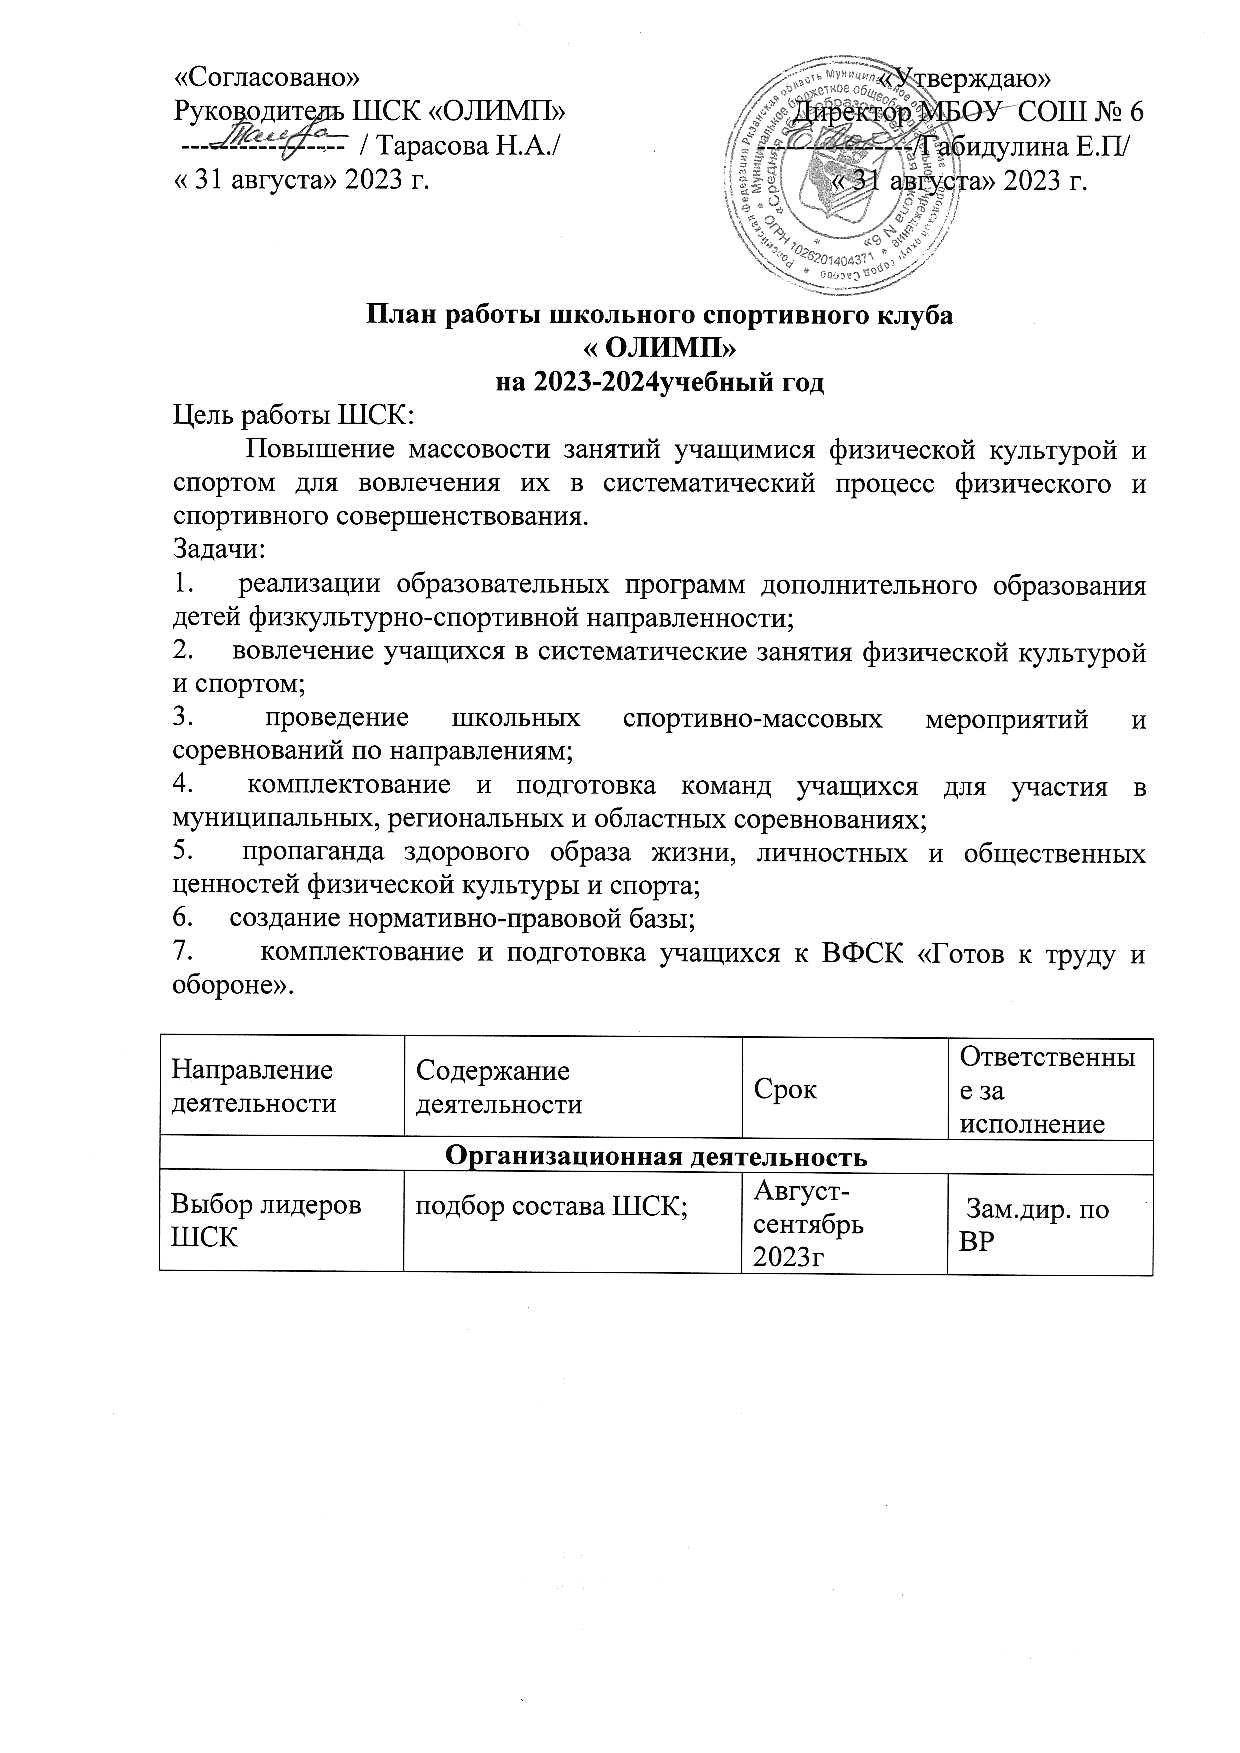 «Согласовано» «Утверждаю»
Руководитель ШСК «ОЛИМП» Директор МБОУ СОШ № 6
----------------- / Тарасова Н.А./ ----------------/Габидулина Е.П/
« 31 августа» 2023 г. « 31 августа» 2023 г.
ОГРН 1026201404371
План работы школьного спортивного клуба
« ОЛИМП»
на 2023-2024учебный год
Цель работы ШСК:
Повышение массовости занятий учащимися физической культурой и
спортом для вовлечения их в систематический процесс физического и
спортивного совершенствования.
Задачи:
1. реализации образовательных программ дополнительного образования
детей физкультурно-спортивной направленности;
2. вовлечение учащихся в систематические занятия физической культурой
и спортом;
3. проведение школьных спортивно-массовых мероприятий и
соревнований по направлениям;
4. комплектование и подготовка команд учащихся для участия в
муниципальных, региональных и областных соревнованиях;
5. пропаганда здорового образа жизни, личностных и общественных
ценностей физической культуры и спорта;
6. создание нормативно-правовой базы;
7. комплектование и подготовка учащихся к ВФСК «Готов к труду и
обороне».
Направление
деятельности
Содержание
деятельности
Срок
Ответственны
е за
исполнение
Организационная деятельность
Выбор лидеров
ШСК
подбор состава ШСК;
Август-
сентябрь
2023г
Зам.дир. по
ВР